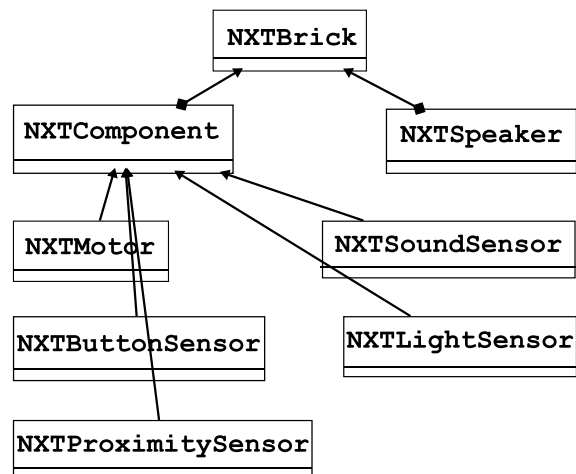 NXTBrick
NXTComponent
NXTSpeaker
NXTMotor
NXTSoundSensor
NXTButtonSensor
NXTLightSensor
NXTProximitySensor